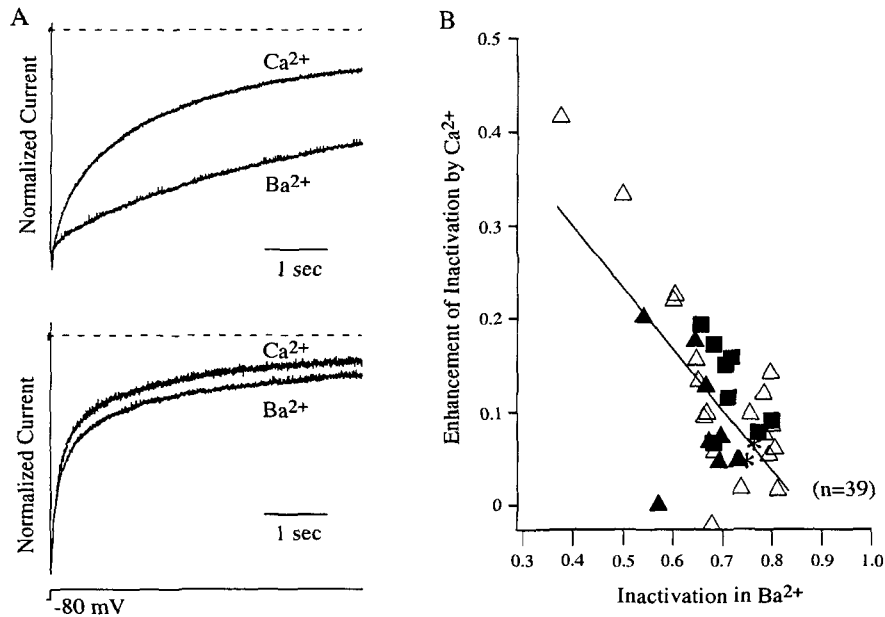 A
Normalized Current
Ca²⁺
Ba²⁺
1 sec
Normalized Current
Ca²⁺
Ba²⁺
1 sec
-80 mV
B
Enhancement of Inactivation by Ca²⁺
0.5
0.4
0.3
0.2
0.1
0
(n=39)
0.3 0.4 0.5 0.6 0.7 0.8 0.9 1.0
Inactivation in Ba²⁺